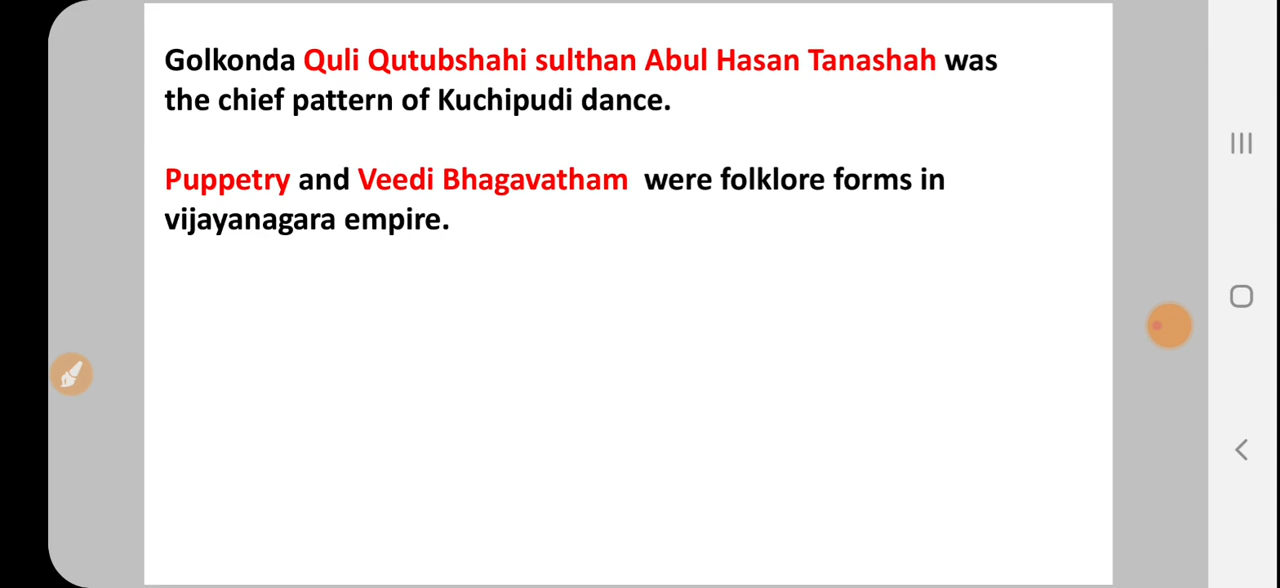 Golkonda Quli Qutubshahi sulthan Abul Hasan Tanashah was
the chief pattern of Kuchipudi dance.
Puppetry and Veedi Bhagavatham were folklore forms in
vijayanagara empire.